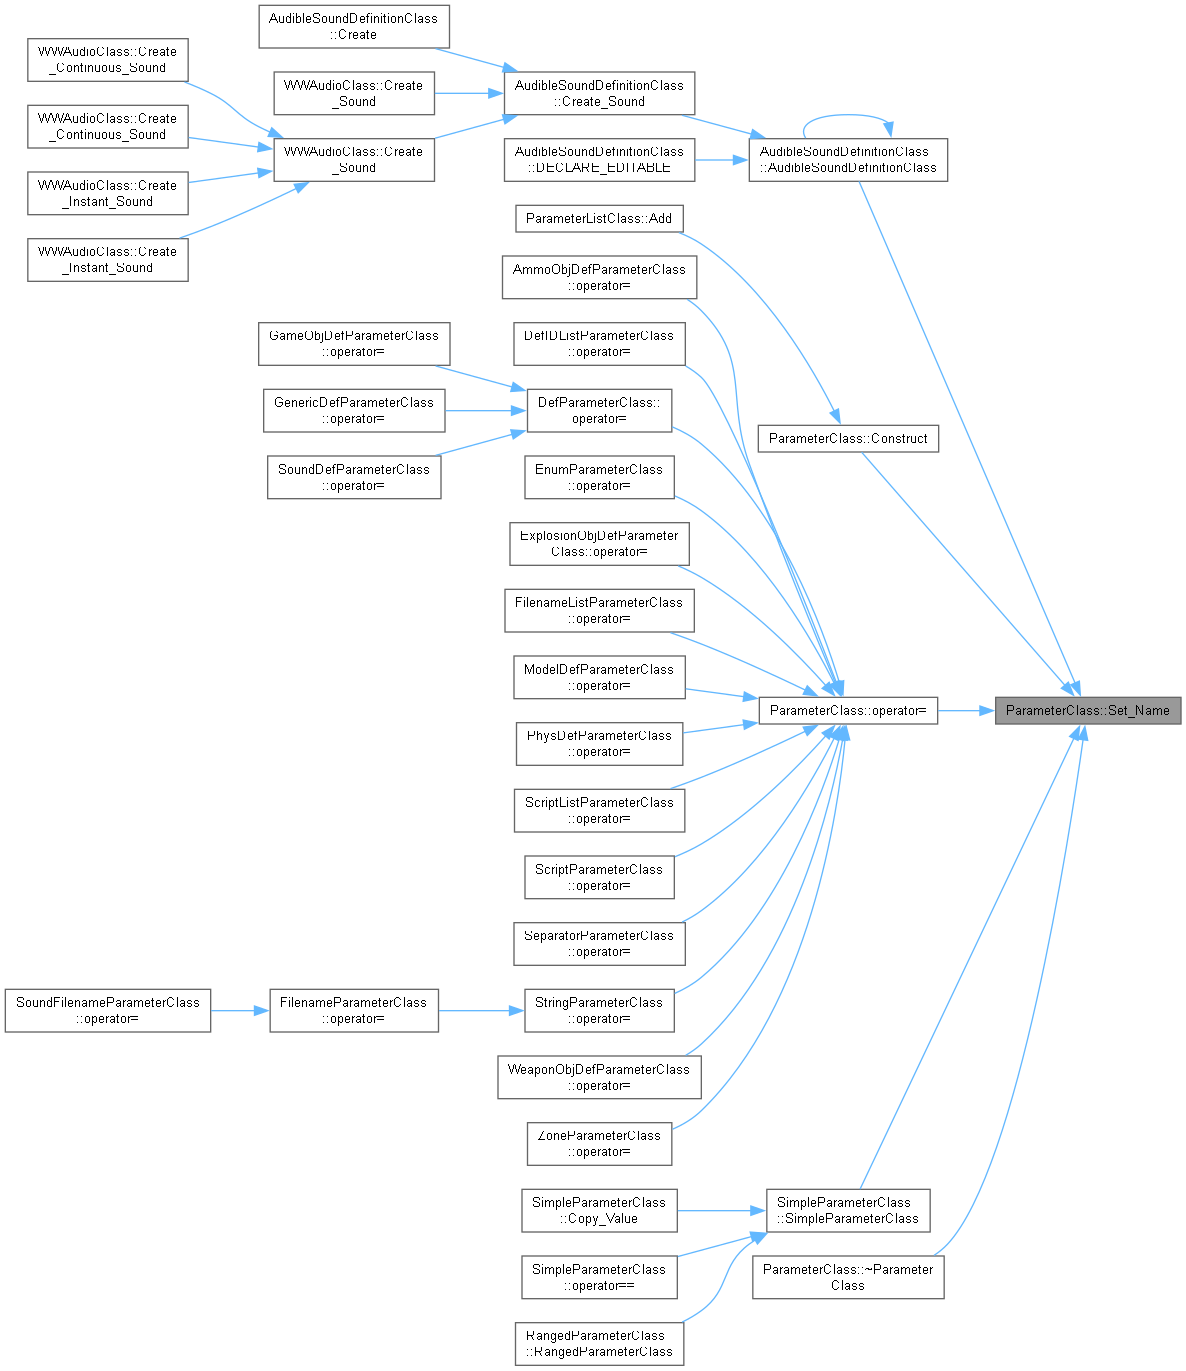 AudibleSoundDefinitionClass
::Create
WWAudioClass::Create
_Continuous_Sound
WWAudioClass::Create
_Sound
AudibleSoundDefinitionClass
::Create_Sound
WWAudioClass::Create
_Continuous_Sound
WWAudioClass::Create
_Sound
AudibleSoundDefinitionClass
::DECLARE_EDITABLE
AudibleSoundDefinitionClass
::AudibleSoundDefinitionClass
WWAudioClass::Create
_Instant_Sound
WWAudioClass::Create
_Instant_Sound
ParameterListClass::Add
AmmoObjDefParameterClass
::operator=
DefIDListParameterClass
::operator=
GameObjDefParameterClass
::operator=
GenericDefParameterClass
::operator=
DefParameterClass::
operator=
ParameterClass::Construct
SoundDefParameterClass
::operator=
EnumParameterClass
::operator=
ExplosionObjDefParameter
Class::operator=
FilenameListParameterClass
::operator=
ModelDefParameterClass
::operator=
ParameterClass::operator=
ParameterClass::Set_Name
PhysDefParameterClass
::operator=
ScriptListParameterClass
::operator=
ScriptParameterClass
::operator=
SeparatorParameterClass
::operator=
SoundFilenameParameterClass
::operator=
FilenameParameterClass
::operator=
StringParameterClass
::operator=
WeaponObjDefParameterClass
::operator=
ZoneParameterClass
::operator=
SimpleParameterClass
::Copy_Value
SimpleParameterClass
::SimpleParameterClass
SimpleParameterClass
::operator==
ParameterClass::~Parameter
Class
RangedParameterClass
::RangedParameterClass